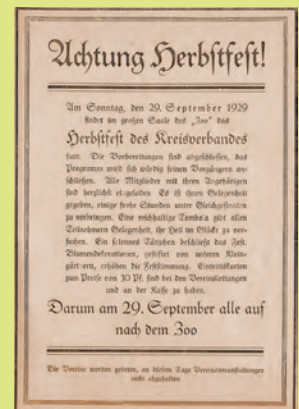 Achtung Herbstfest!
Am Sonntag, den 29. September 1929
findet im großen Saale des „Zoo“ das
Herbstfest des Kreisverbandes
statt. Die Vorbereitungen sind abgeschlossen, das
Programm wird sich würdig seinen Vorgängern an-
schließen. Alle Mitglieder mit ihren Angehörigen
sind herzlichst eingeladen. Es ist ihnen Gelegenheit
gegeben, einige frohe Stunden unter Gleichgesinnten
zu verbringen. Eine reichhaltige Tombola gibt allen
Teilnehmern Gelegenheit, ihr Heil im Glücke zu ver-
suchen. Ein solennes Tänzchen beschließt das Fest.
Blumendekorationen, gestiftet von unseren Klein-
gärtnern, erhöhen die Feststimmung. Eintrittskarten
zum Preise von 30 Pf. sind bei den Vereinsleitungen
und an der Kasse zu haben.
Darum am 29. September alle auf
nach dem Zoo
Die Vereine werden gebeten, an diesem Tage Vereinsveranstaltungen
nicht abzuhalten